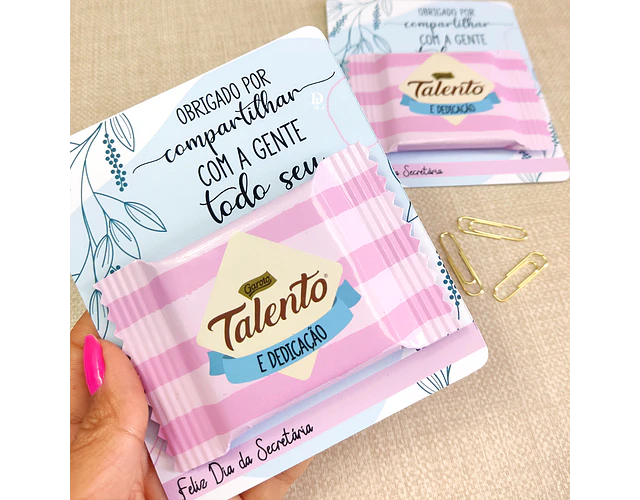 OBRIGADO POR
compartilhar
COM A GENTE
todo seu
Garoto
Talento
E DEDICAÇÃO
Feliz Dia da Secretária
OBRIGADO POR
compartilhar
COM A GENTE
Talento
E DEDICAÇÃO
Secretária